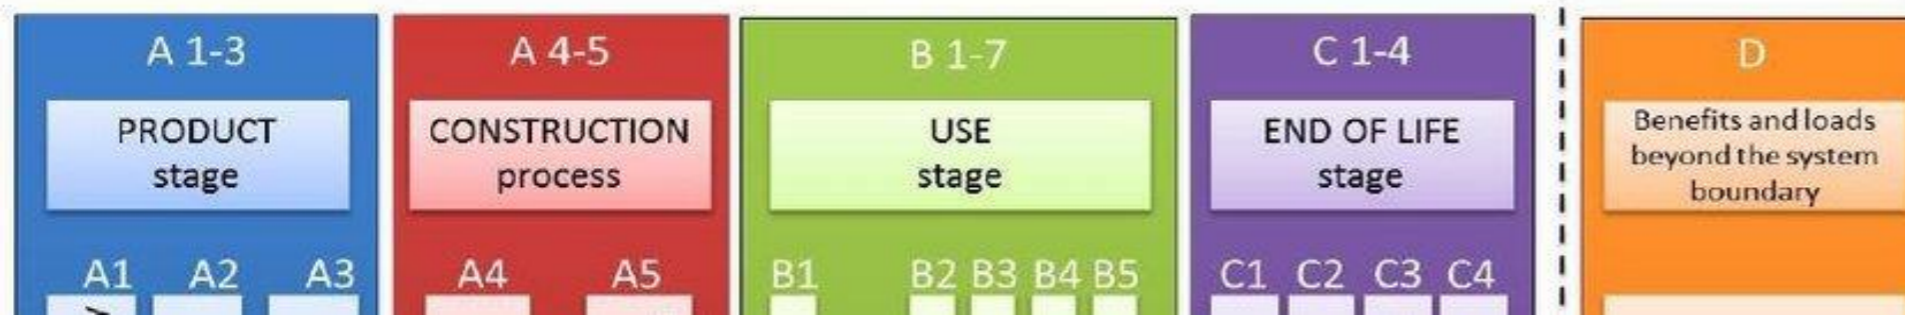 A 1-3
PRODUCT
stage
A1 A2 A3
A 4-5
CONSTRUCTION
process
A4 A5
B 1-7
USE
stage
B1 B2 B3 B4 B5
C 1-4
END OF LIFE
stage
C1 C2 C3 C4
D
Benefits and loads
beyond the system
boundary